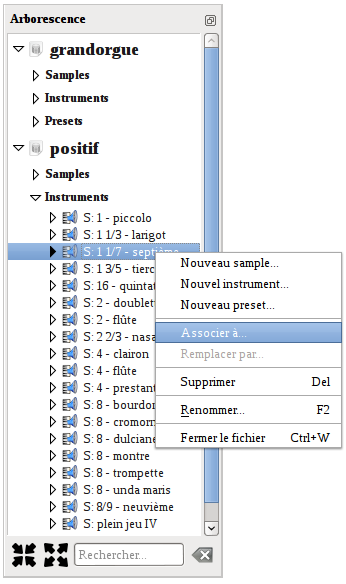 Arborescence
grandorgue
Samples
Instruments
Presets
positif
Samples
Instruments
S: 1 - piccolo
S: 1 1/3 - larigot
S: 1 1/7 - septième
S: 1 3/5 - tierc
S: 16 - quintat
S: 2 - doublett
S: 2 - flûte
S: 2 2/3 - nasa
S: 4 - clairon
S: 4 - flûte
S: 4 - prestant
S: 8 - bourdon
S: 8 - cromorn
S: 8 - dulciane
S: 8 - montre
S: 8 - trompette
S: 8 - unda maris
S: 8/9 - neuvième
S: plein jeu IV
Nouveau sample...
Nouvel instrument...
Nouveau preset...
Associer à...
Remplacer par...
Supprimer Del
Renommer... F2
Fermer le fichier Ctrl+W
Rechercher...